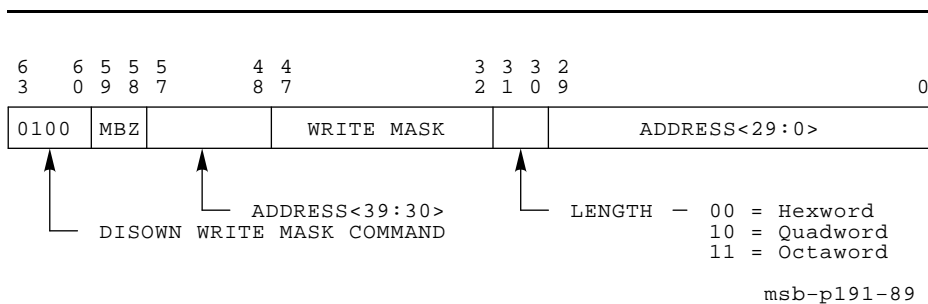 6 6 5 5 5 4 4 3 3 3 2
3 0 9 8 7 8 7 2 1 0 9 0
0100 MBZ WRITE MASK ADDRESS<29:0>
ADDRESS<39:30> LENGTH – 00 = Hexword
DISOWN WRITE MASK COMMAND 10 = Quadword
11 = Octaword
msb-p191-89